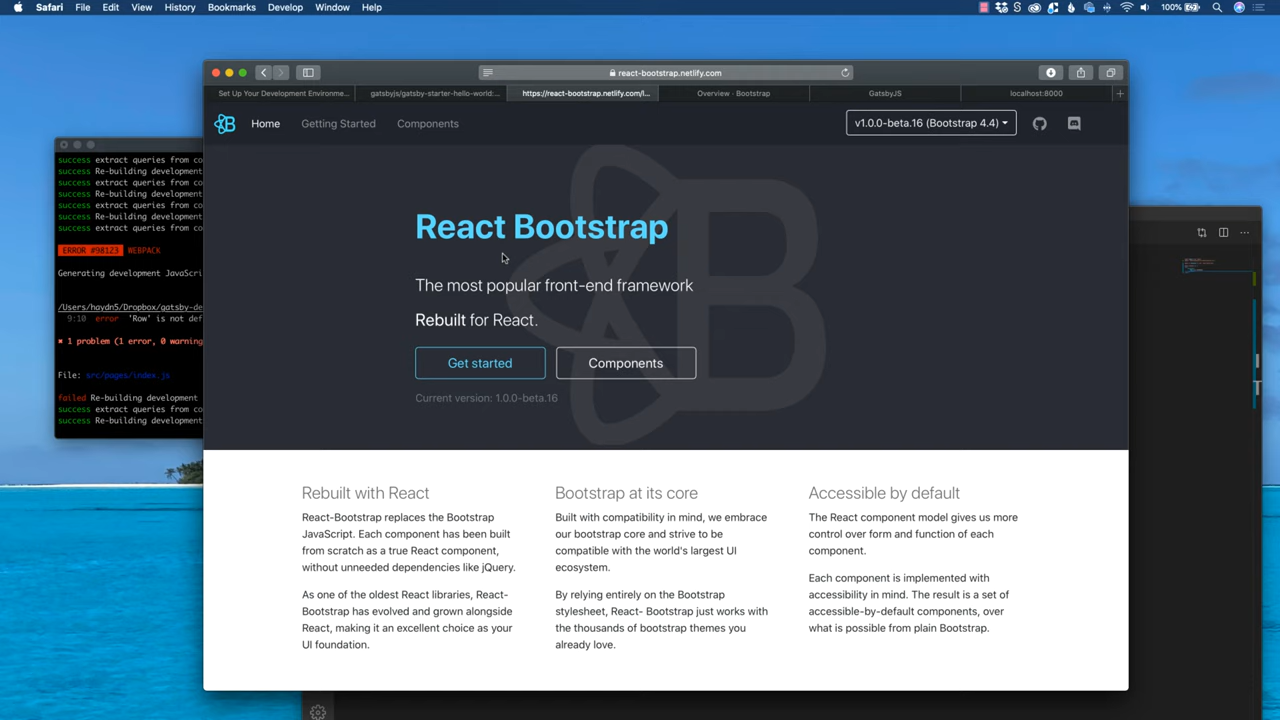 Safari File Edit View History Bookmarks Develop Window Help
100%
react-bootstrap.netlify.com
Set Up Your Development Environme...
gatsbyjs/gatsby-starter-hello-world:...
https://react-bootstrap.netlify.com/l...
Overview · Bootstrap
GatsbyJS
localhost:8000
Home Getting Started Components
v1.0.0-beta.16 (Bootstrap 4.4)
success extract queries from co
success Re-building development
success extract queries from co
success Re-building development
success extract queries from co
success Re-building development
success extract queries from co
ERROR #98123 WEBPACK
Generating development JavaScri
/Users/haydn5/Dropbox/gatsby-de
9:10 error 'Row' is not def
✖ 1 problem (1 error, 0 warning
File: src/pages/index.js
failed Re-building development
success extract queries from co
success Re-building development
React Bootstrap
The most popular front-end framework
Rebuilt for React.
Get started
Components
Current version: 1.0.0-beta.16
Rebuilt with React
React-Bootstrap replaces the Bootstrap
JavaScript. Each component has been built
from scratch as a true React component,
without unneeded dependencies like jQuery.
As one of the oldest React libraries, React-
Bootstrap has evolved and grown alongside
React, making it an excellent choice as your
UI foundation.
Bootstrap at its core
Built with compatibility in mind, we embrace
our bootstrap core and strive to be
compatible with the world's largest UI
ecosystem.
By relying entirely on the Bootstrap
stylesheet, React- Bootstrap just works with
the thousands of bootstrap themes you
already love.
Accessible by default
The React component model gives us more
control over form and function of each
component.
Each component is implemented with
accessibility in mind. The result is a set of
accessible-by-default components, over
what is possible from plain Bootstrap.